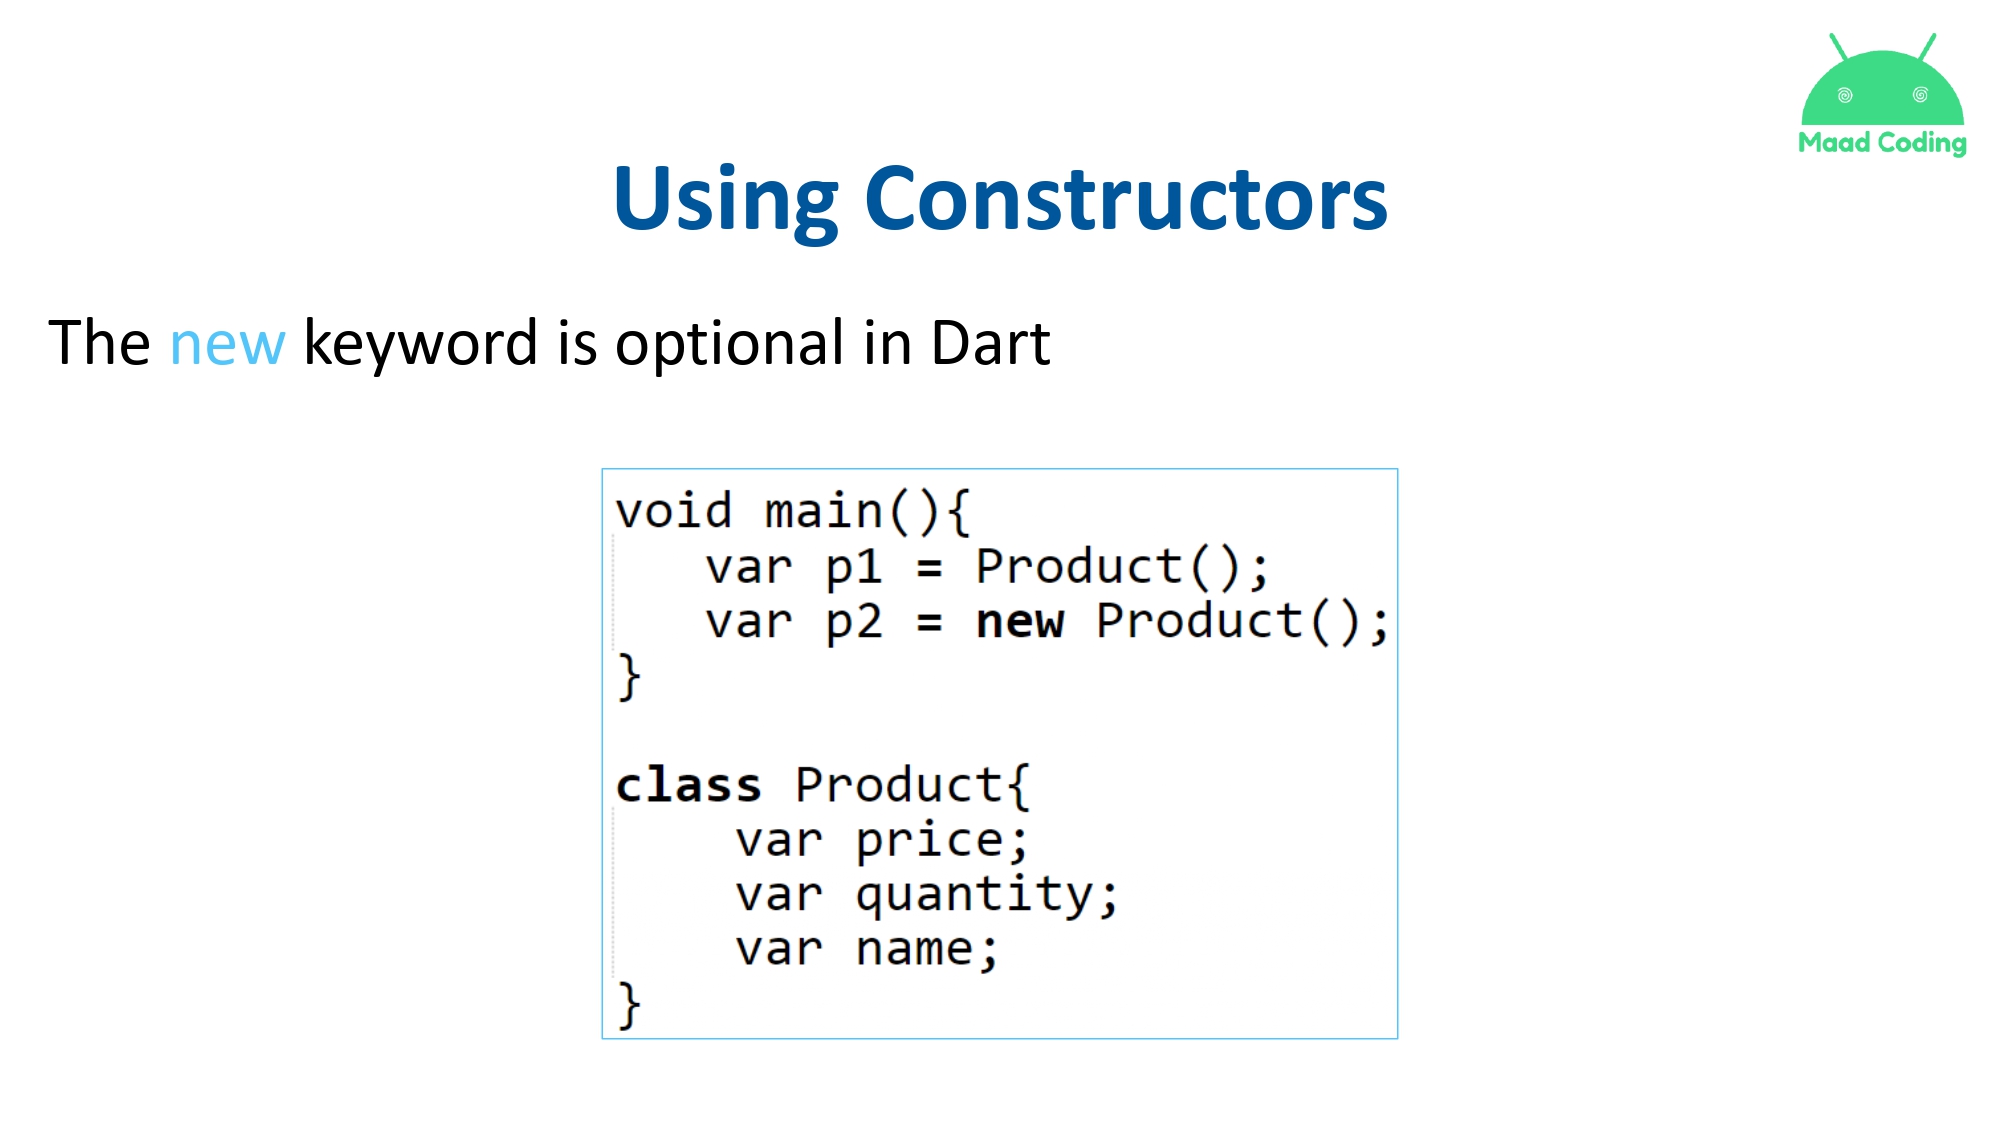 Maad Coding
Using Constructors
The new keyword is optional in Dart
void main(){
var p1 = Product();
var p2 = new Product();
}
class Product{
var price;
var quantity;
var name;
}